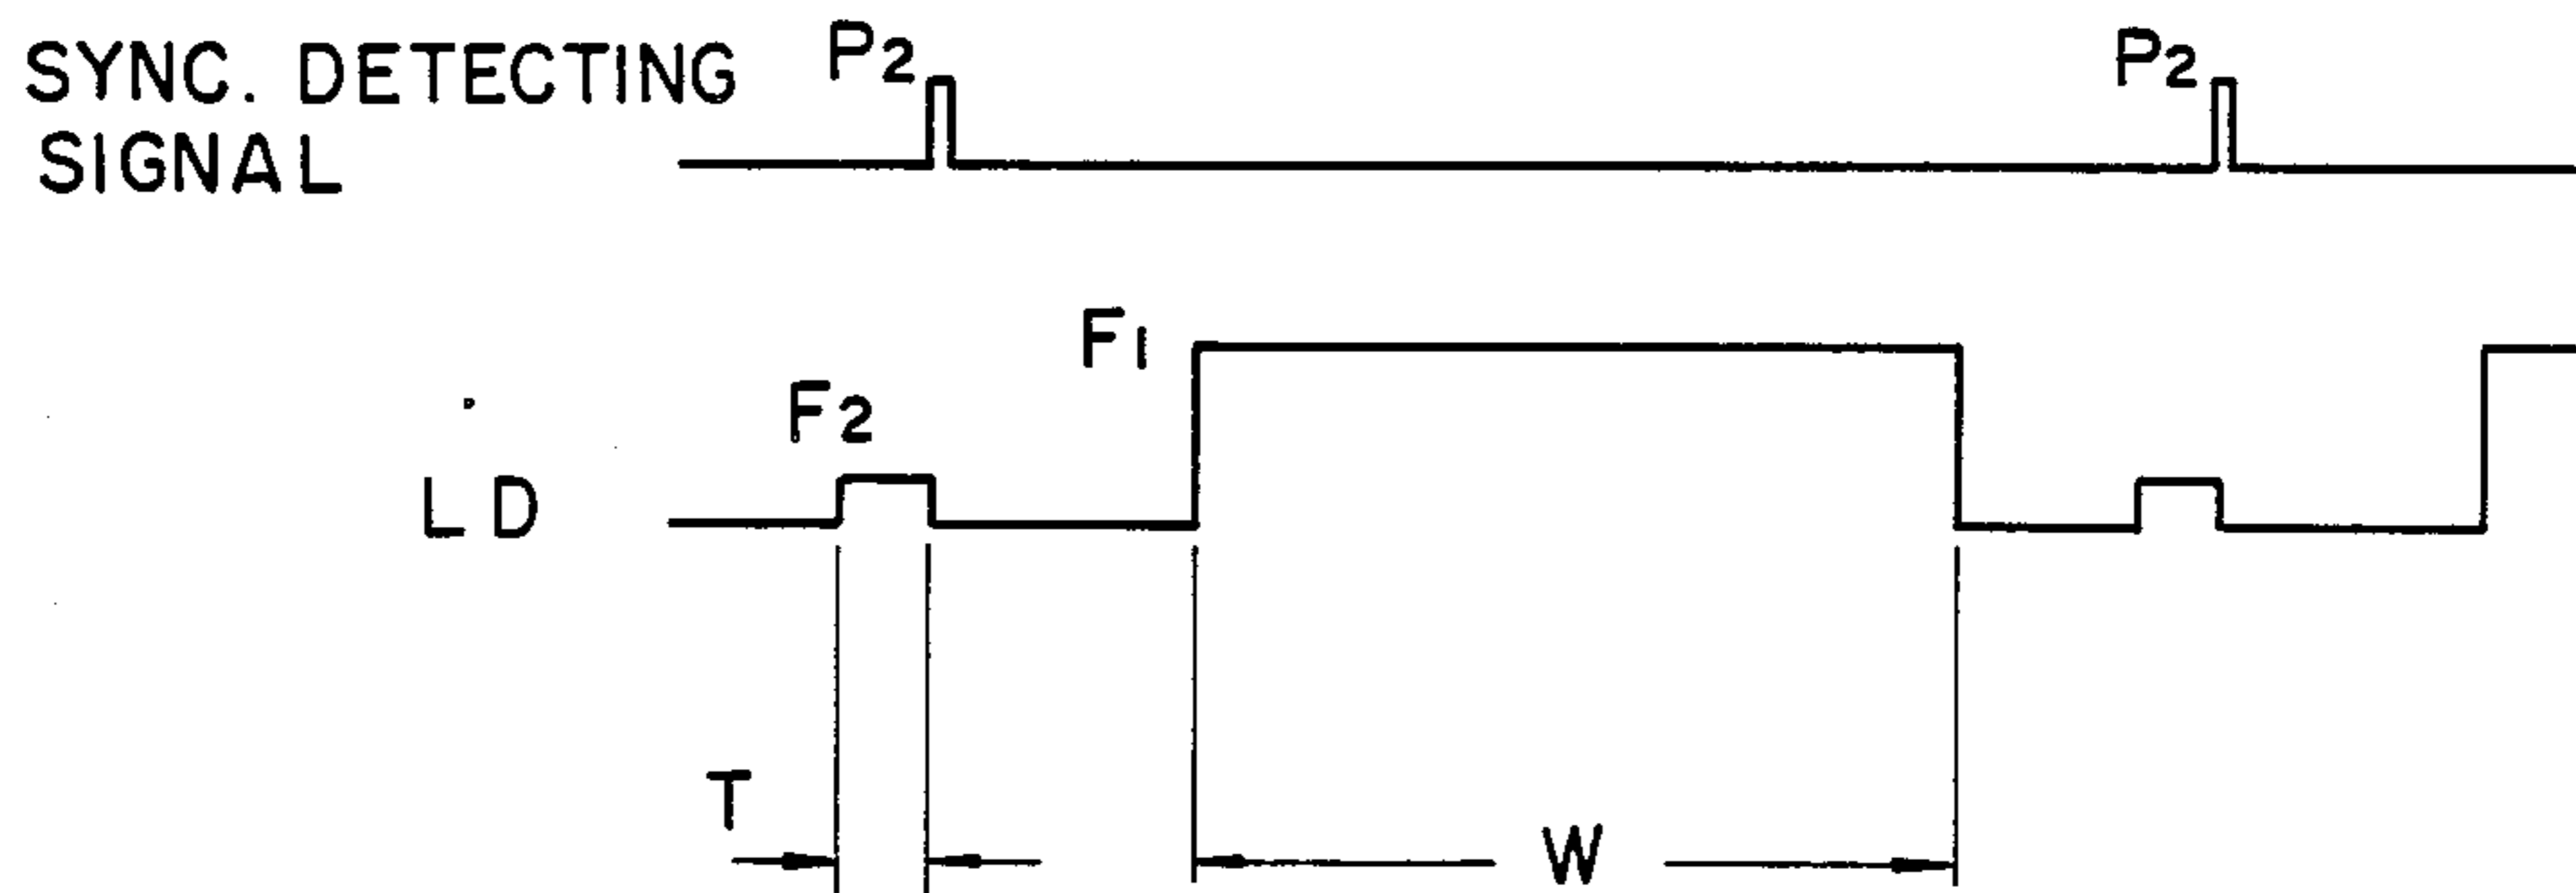 SYNC. DETECTING
SIGNAL
P2
P2
F1
F2
LD
T
W